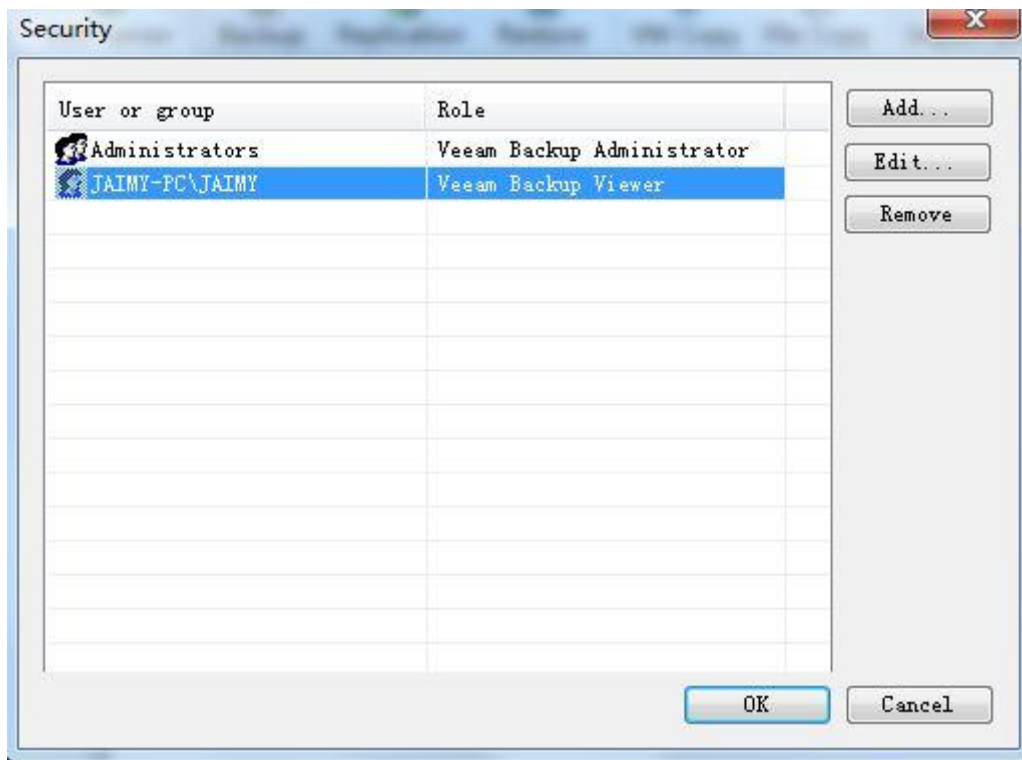 Security
User or group Role
Administrators Veeam Backup Administrator
JAIMY-PC\JAIMY Veeam Backup Viewer
Add...
Edit...
Remove
OK Cancel